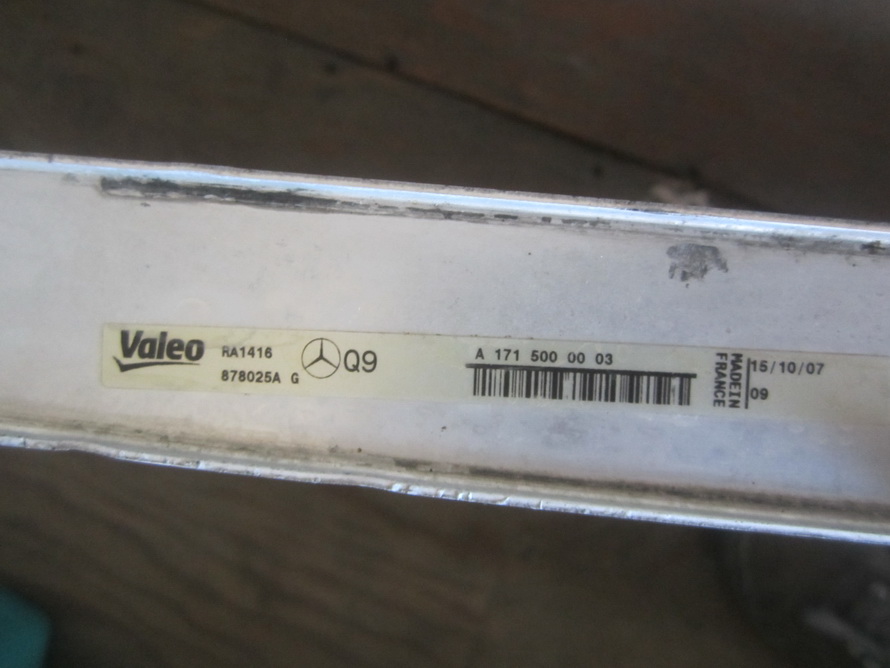 Valeo
RA1416
878025A G
Q9
A 171 500 00 03
MADE IN
FRANCE
15/10/07
09